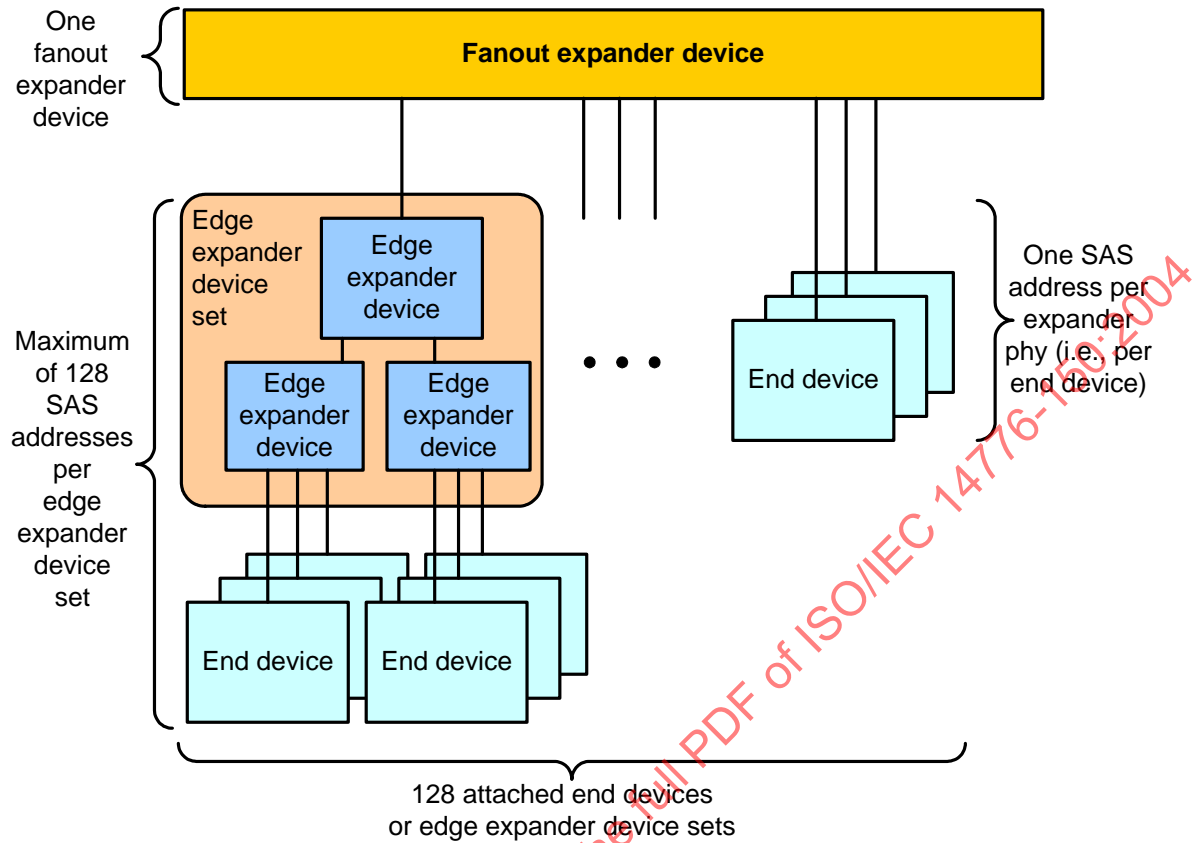 One
fanout
expander
device
Fanout expander device
Edge
expander
device
set
Edge
expander
device
Edge
expander
device
Edge
expander
device
Maximum
of 128
SAS
addresses
per
edge
expander
device
set
End device
End device
End device
One SAS
address per
expander
phy (i.e., per
end device)
128 attached end devices
or edge expander device sets
full PDF of ISO/IEC 14776-150:2004